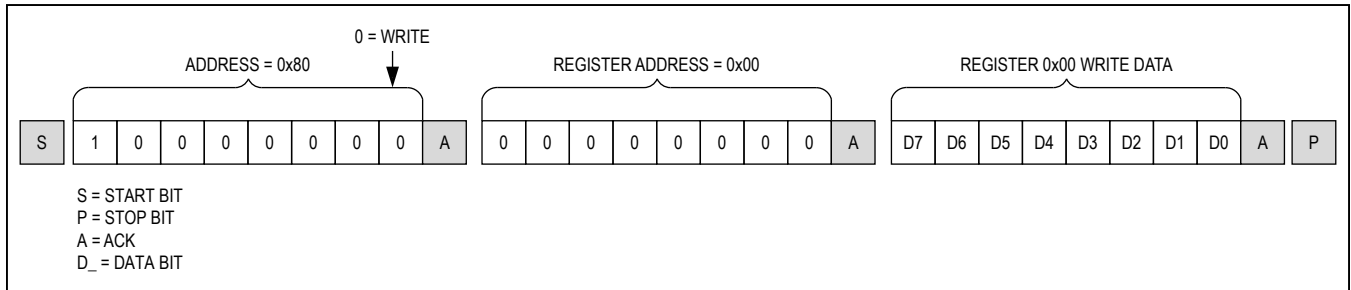 0 = WRITE
ADDRESS = 0x80 REGISTER ADDRESS = 0x00 REGISTER 0x00 WRITE DATA
S 1 0 0 0 0 0 0 0 A 0 0 0 0 0 0 0 0 A D7 D6 D5 D4 D3 D2 D1 D0 A P
S = START BIT
P = STOP BIT
A = ACK
D_ = DATA BIT